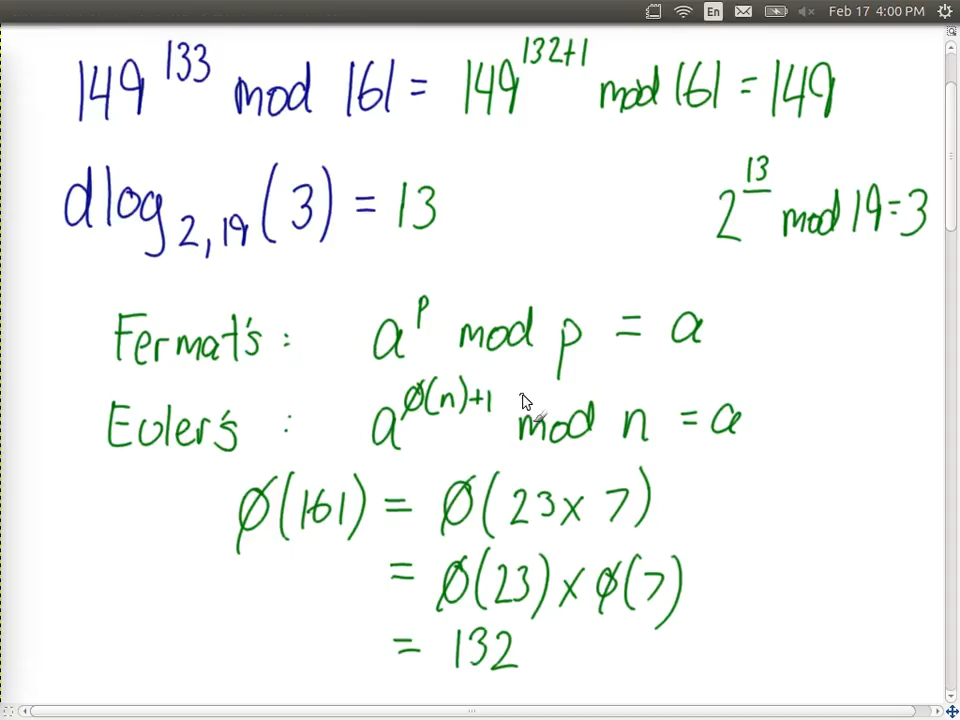 En Feb 17 4:00 PM
149^133 mod 161 = 149^132+1 mod 161 = 149
dlog_2,19 (3) = 13 2^13 mod 19 = 3
Fermat's : a^p mod p = a
Euler's : a^ø(n)+1 mod n = a
ø(161) = ø(23 x 7)
= ø(23) x ø(7)
= 132